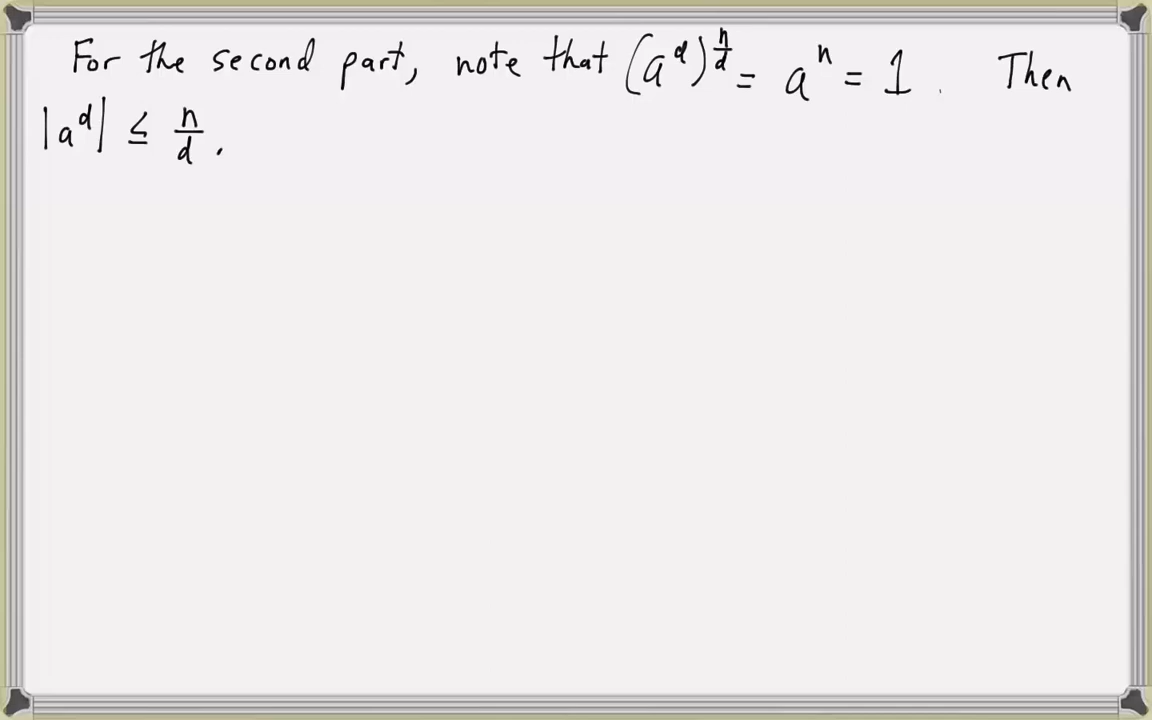 For the second part, note that (a^d)^{n/d} = a^n = 1. Then
|a^d| ≤ n/d.